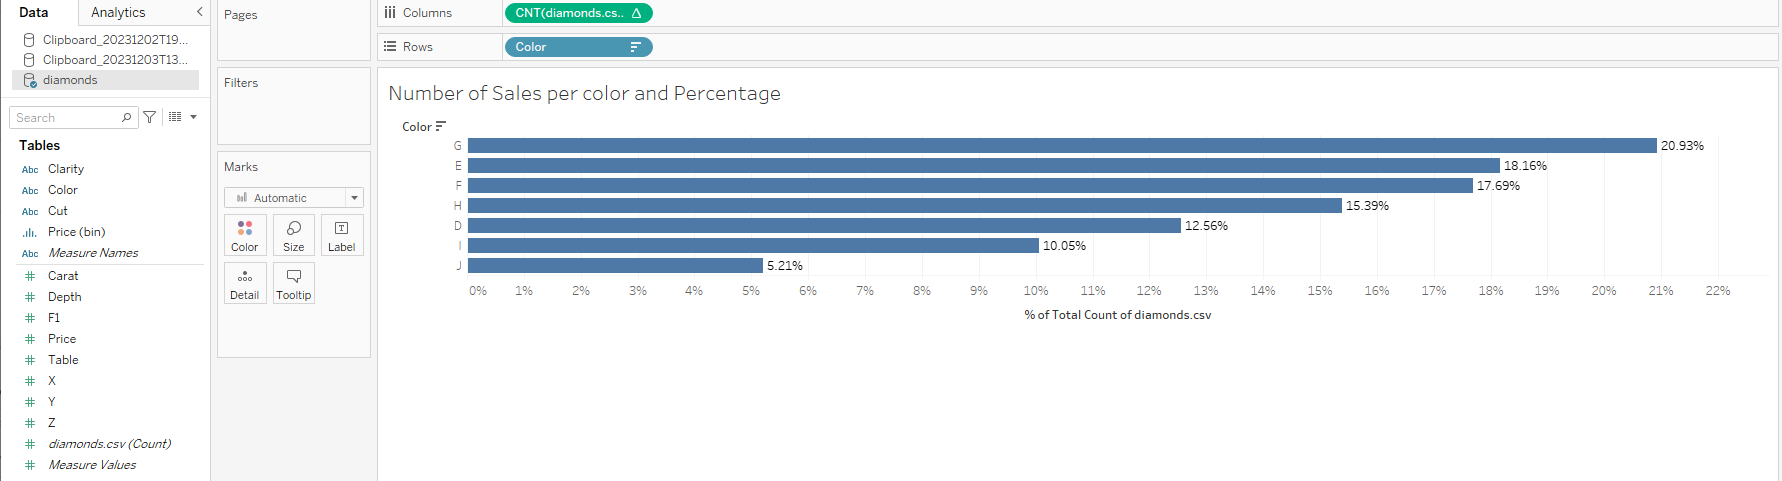 Data Analytics
Clipboard_20231202T19...
Clipboard_20231203T13...
diamonds
Search
Tables
Abc Clarity
Abc Color
Abc Cut
Price (bin)
Abc Measure Names
# Carat
# Depth
# F1
# Price
# Table
# X
# Y
# Z
# diamonds.csv (Count)
# Measure Values
Pages
Filters
Marks
Automatic
Color Size Label
Detail Tooltip
Columns CNT(diamonds.cs.. Δ
Rows Color
Number of Sales per color and Percentage
Color
G 20.93%
E 18.16%
F 17.69%
H 15.39%
D 12.56%
I 10.05%
J 5.21%
0% 1% 2% 3% 4% 5% 6% 7% 8% 9% 10% 11% 12% 13% 14% 15% 16% 17% 18% 19% 20% 21% 22%
% of Total Count of diamonds.csv